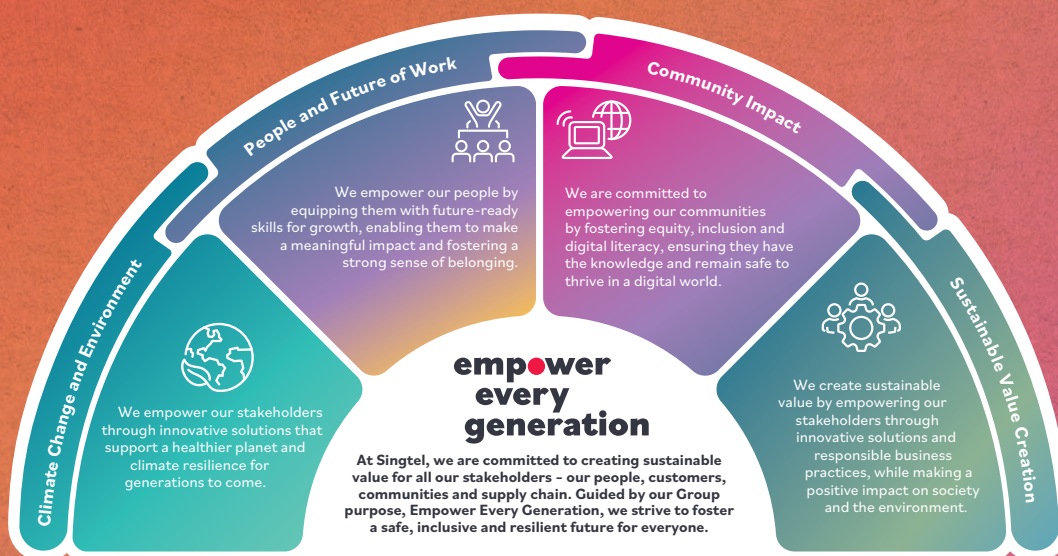 Climate Change and Environment
We empower our stakeholders
through innovative solutions that
support a healthier planet and
climate resilience for
generations to come.
People and Future of Work
We empower our people by
equipping them with future-ready
skills for growth, enabling them to make
a meaningful impact and fostering a
strong sense of belonging.
Community Impact
We are committed to
empowering our communities
by fostering equity, inclusion and
digital literacy, ensuring they have
the knowledge and remain safe to
thrive in a digital world.
Sustainable Value Creation
We create sustainable
value by empowering our
stakeholders through
innovative solutions and
responsible business
practices, while making a
positive impact on society
and the environment.
empower
every
generation
At Singtel, we are committed to creating sustainable
value for all our stakeholders – our people, customers,
communities and supply chain. Guided by our Group
purpose, Empower Every Generation, we strive to foster
a safe, inclusive and resilient future for everyone.